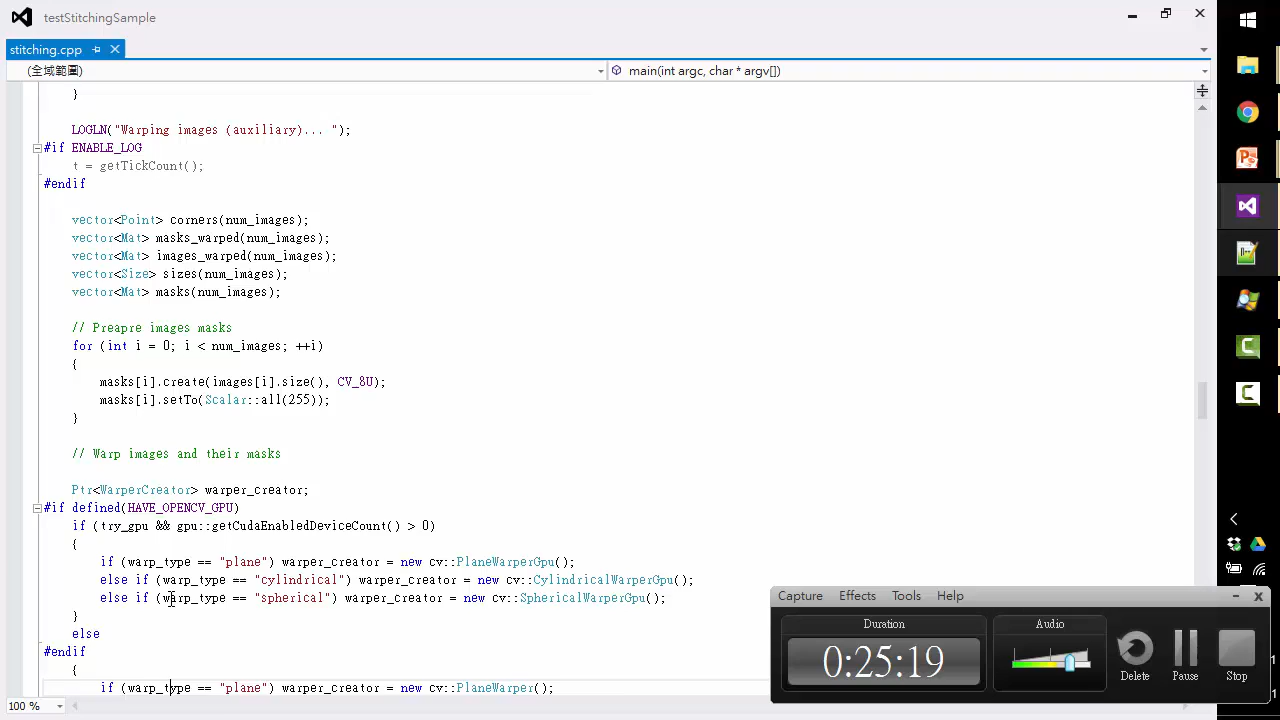 testStitchingSample
stitching.cpp
(全域範圍)
main(int argc, char * argv[])
}
LOGLN("Warping images (auxiliary)... ");
#if ENABLE_LOG
t = getTickCount();
#endif
vector<Point> corners(num_images);
vector<Mat> masks_warped(num_images);
vector<Mat> images_warped(num_images);
vector<Size> sizes(num_images);
vector<Mat> masks(num_images);
// Preapre images masks
for (int i = 0; i < num_images; ++i)
{
masks[i].create(images[i].size(), CV_8U);
masks[i].setTo(Scalar::all(255));
}
// Warp images and their masks
Ptr<WarperCreator> warper_creator;
#if defined(HAVE_OPENCV_GPU)
if (try_gpu && gpu::getCudaEnabledDeviceCount() > 0)
{
if (warp_type == "plane") warper_creator = new cv::PlaneWarperGpu();
else if (warp_type == "cylindrical") warper_creator = new cv::CylindricalWarperGpu();
else if (warp_type == "spherical") warper_creator = new cv::SphericalWarperGpu();
}
else
#endif
{
if (warp_type == "plane") warper_creator = new cv::PlaneWarper();
100 %
Capture Effects Tools Help
Duration
0:25:19
Audio
Delete
Pause
Stop